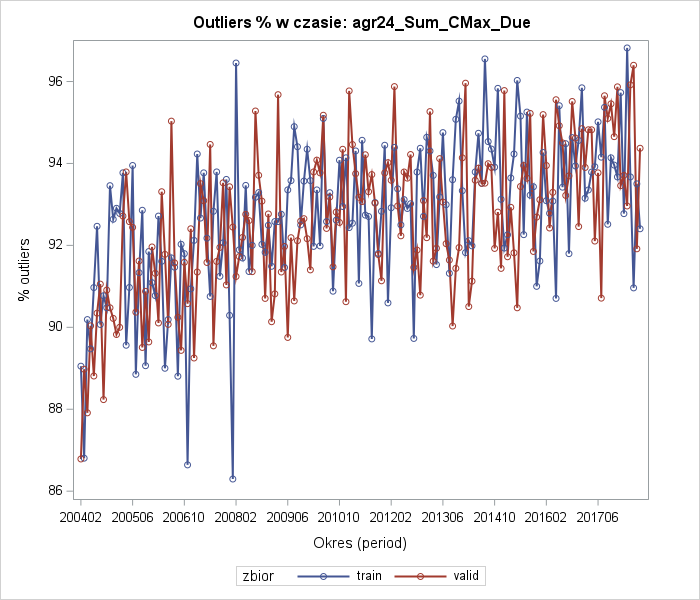 Outliers % w czasie: agr24_Sum_CMax_Due
% outliers
96
94
92
90
88
86
200402 200506 200610 200802 200906 201010 201202 201306 201410 201602 201706
Okres (period)
zbior train valid